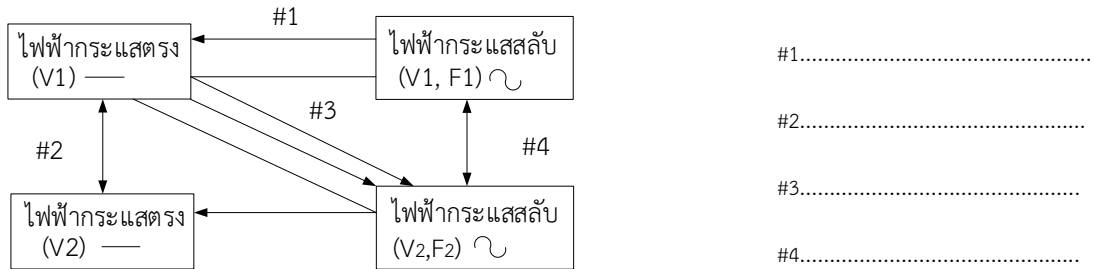 #1
ไฟฟ้ากระแสตรง
(V1)
ไฟฟ้ากระแสสลับ
(V1, F1)
#3
#2
#4
ไฟฟ้ากระแสตรง
(V2)
ไฟฟ้ากระแสสลับ
(V2,F2)
#1................................................
#2...............................................
#3..............................................
#4..............................................